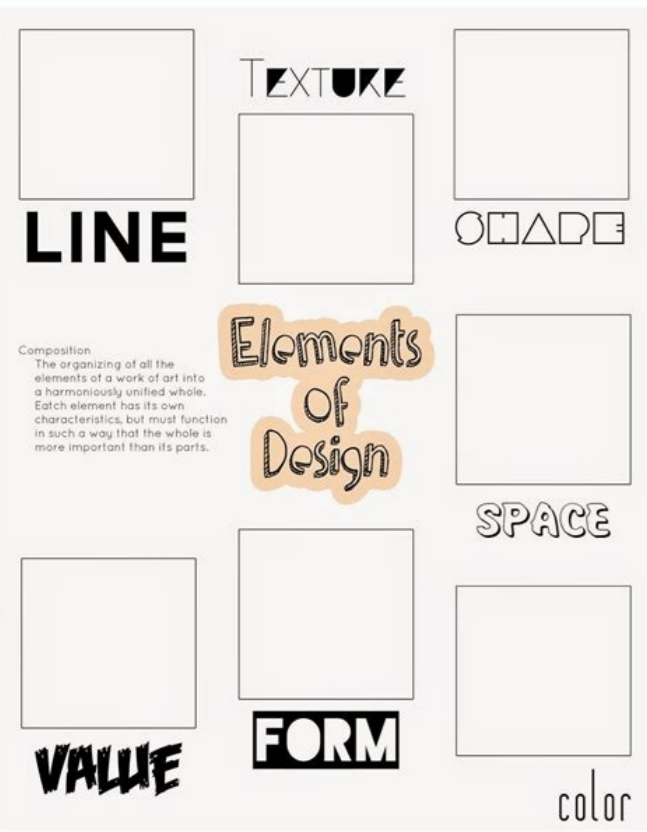 TEXTURE
LINE
SHAPE
Elements
of
Design
Composition
The organizing of all the
elements of a work of art into
a harmoniously unified whole.
Eatch element has its own
characteristics, but must function
in such a way that the whole is
more important than its parts.
SPACE
VALUE
FORM
color